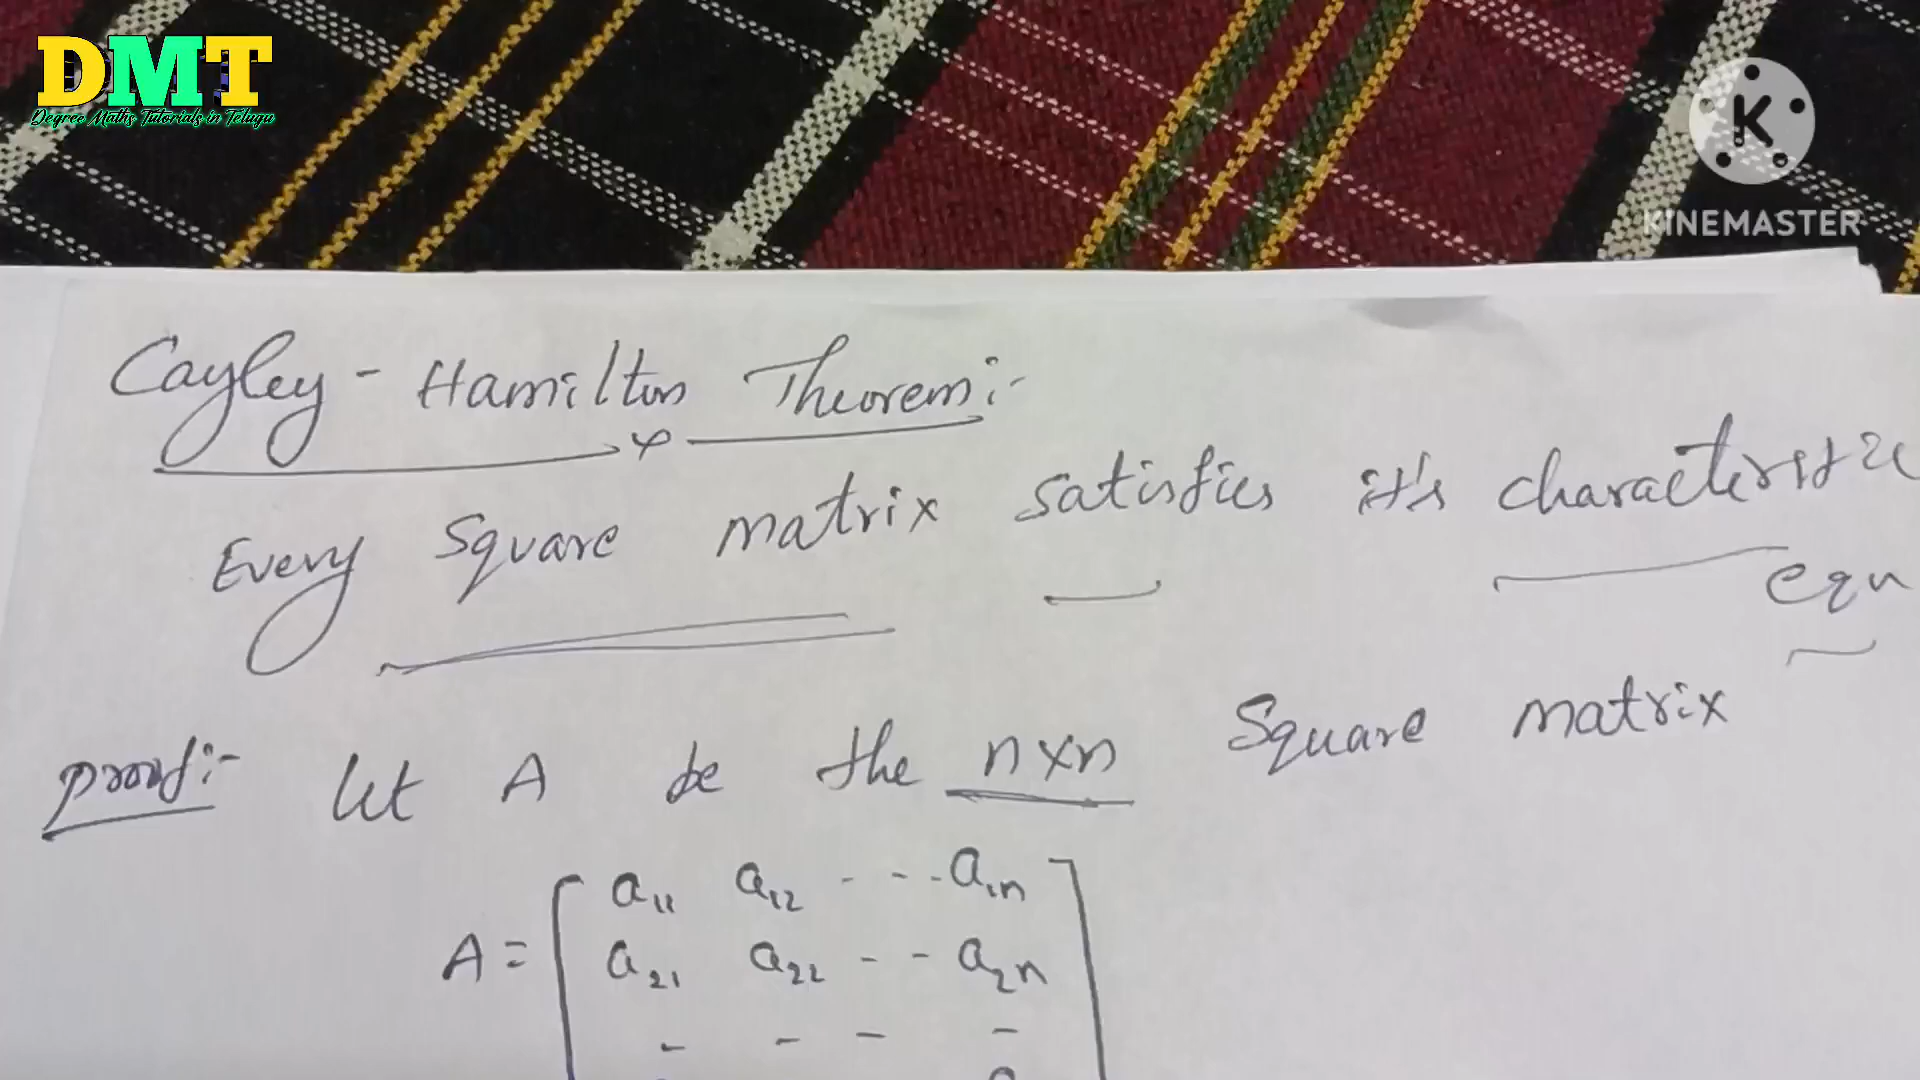 DMT
Degree Maths Tutorials in Telugu
K
KINEMASTER
Cayley - Hamilton Theorem:-
Every Square matrix satisfies it's characteristic
equ
proof:- let A be the n×n Square matrix
A = [ a11 a12 - - - a1n ]
a21 a22 - - a2n
- - - -